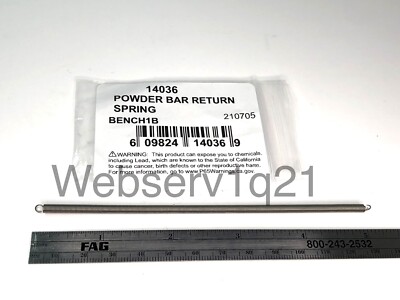 14036
POWDER BAR RETURN
SPRING
BENCH1B
210705
6 09824 14036 9
⚠WARNING: This product can expose you to chemicals,
including Lead, which are known to the State of California
to cause cancer, birth defects or other reproductive harm.
For more information, go to www.P65Warnings.ca.gov.
Webserv1q21
FAG
800-243-2532